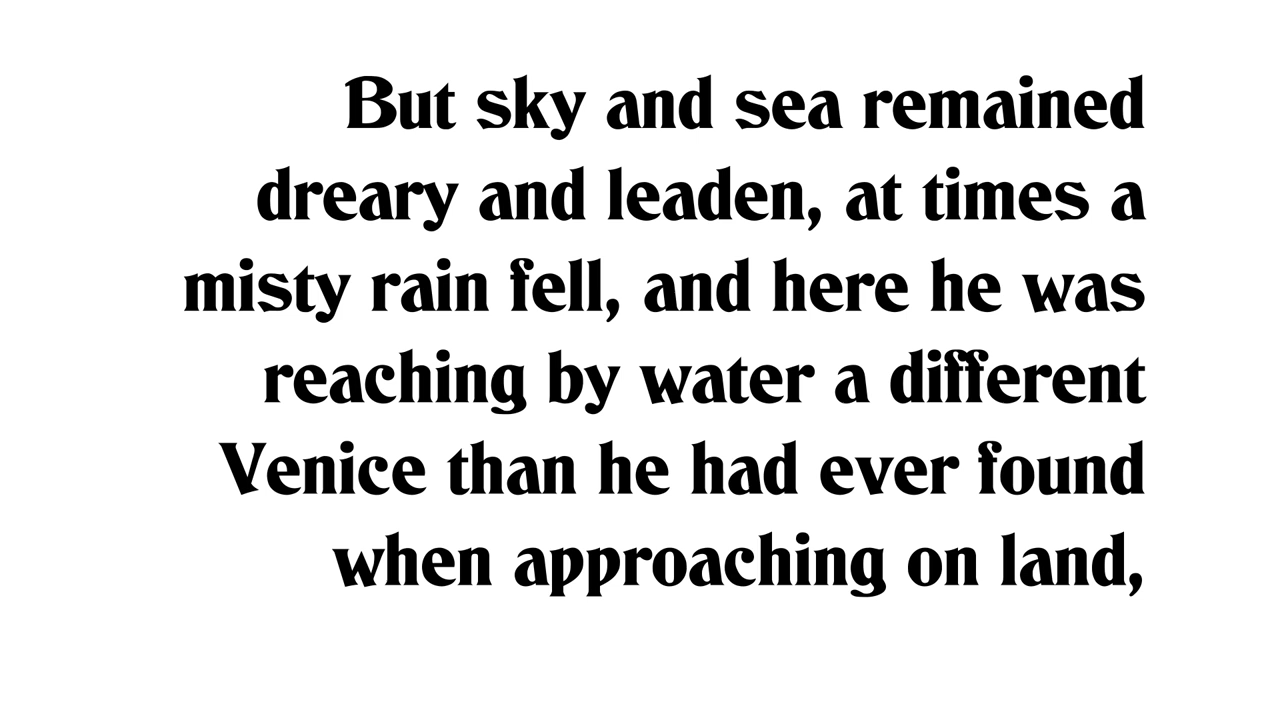 But sky and sea remained
dreary and leaden, at times a
misty rain fell, and here he was
reaching by water a different
Venice than he had ever found
when approaching on land,